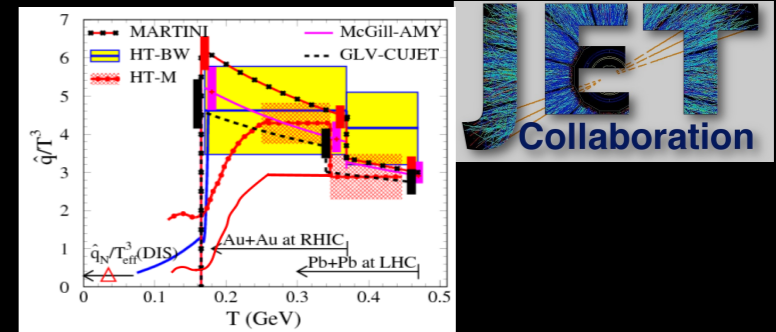 7
6
5
4
3
2
1
0
q̂/T³
MARTINI
HT-BW
HT-M
McGill-AMY
GLV-CUJET
q̂_N/T³_eff(DIS)
Au+Au at RHIC
Pb+Pb at LHC
0 0.1 0.2 0.3 0.4 0.5
T (GeV)
JET
Collaboration